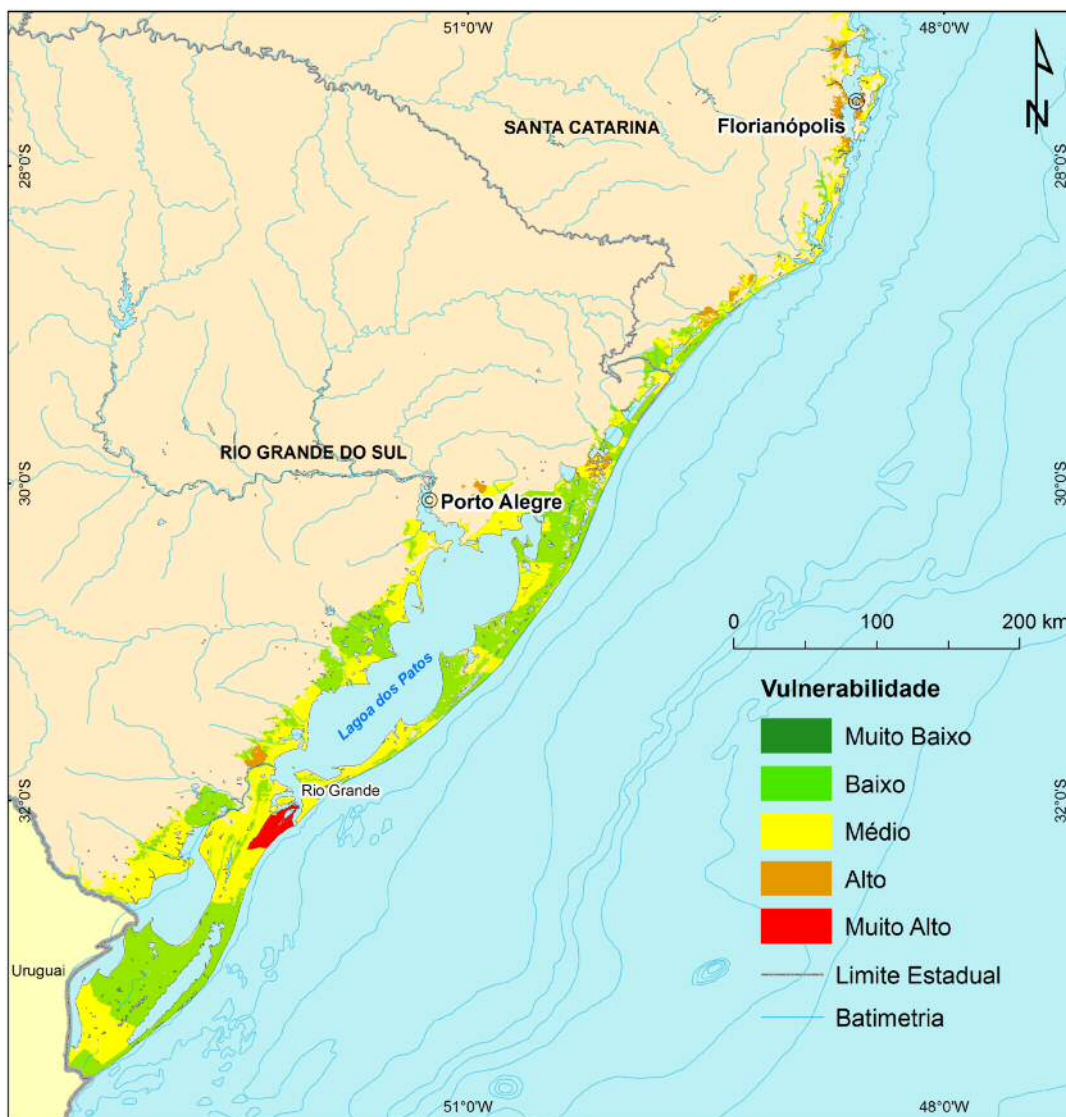 51°0'W
48°0'W
N
SANTA CATARINA
Florianópolis
28°0'S
28°0'S
RIO GRANDE DO SUL
Porto Alegre
30°0'S
30°0'S
0 100 200 km
Lagoa dos Patos
Vulnerabilidade
Muito Baixo
Baixo
Rio Grande
32°0'S
32°0'S
Médio
Alto
Muito Alto
Uruguai
Limite Estadual
Batimetria
51°0'W
48°0'W